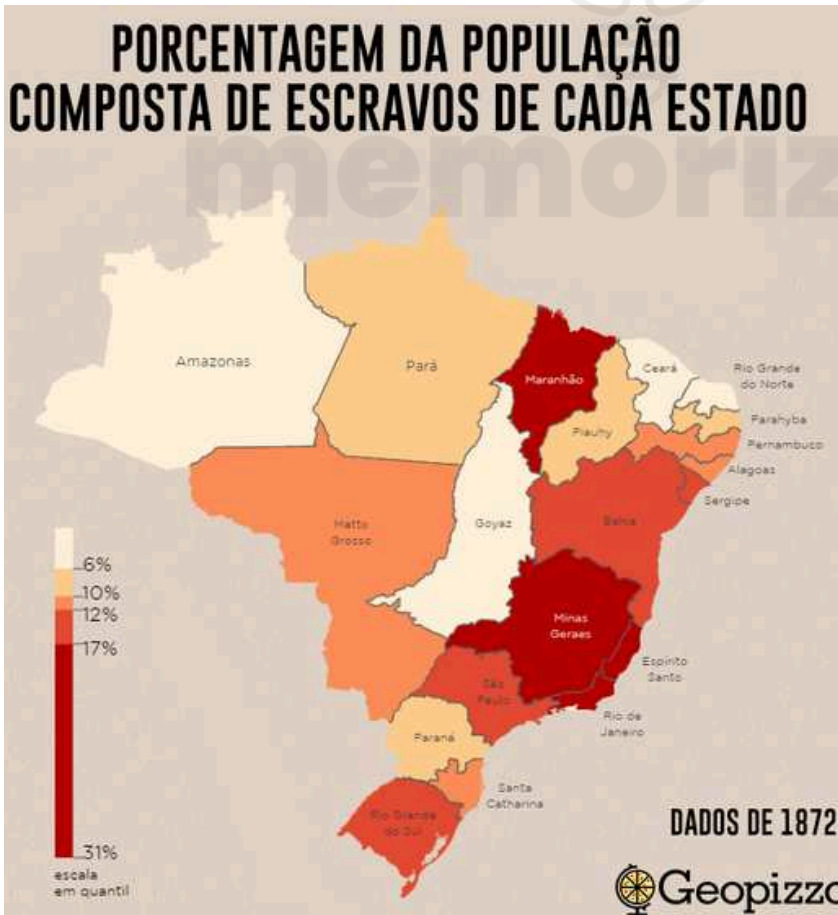 PORCENTAGEM DA POPULAÇÃO
COMPOSTA DE ESCRAVOS DE CADA ESTADO
memoriz
Amazonas
Pará
Maranhão
Ceará
Rio Grande
do Norte
Piauhy
Parahyba
Pernambuco
Alagoas
Sergipe
Matto
Grosso
Goyaz
Bahia
Minas
Geraes
Espírito
Santo
São
Paulo
Rio de
Janeiro
Paraná
Santa
Catharina
Rio Grande
do Sul
6%
10%
12%
17%
31%
escala
em quantil
DADOS DE 1872
Geopizza